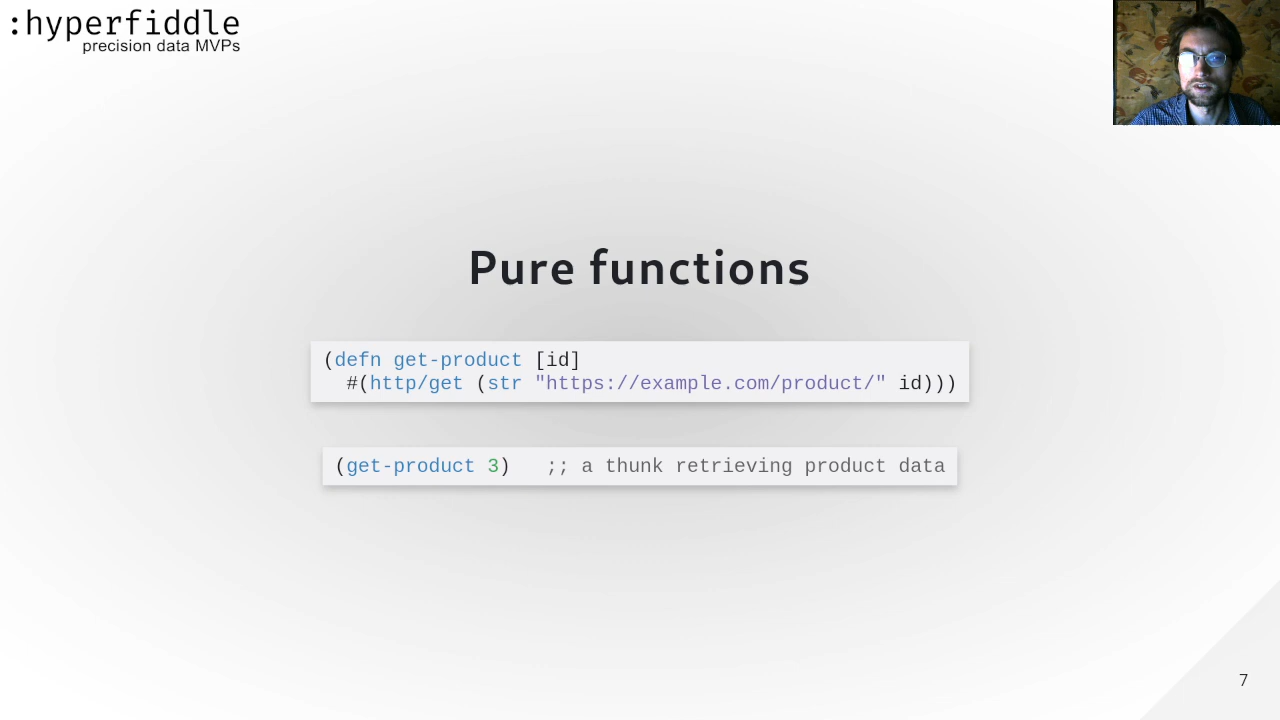 :hyperfiddle
precision data MVPs
Pure functions
(defn get-product [id]
  #(http/get (str "https://example.com/product/" id)))
(get-product 3)   ;; a thunk retrieving product data
7